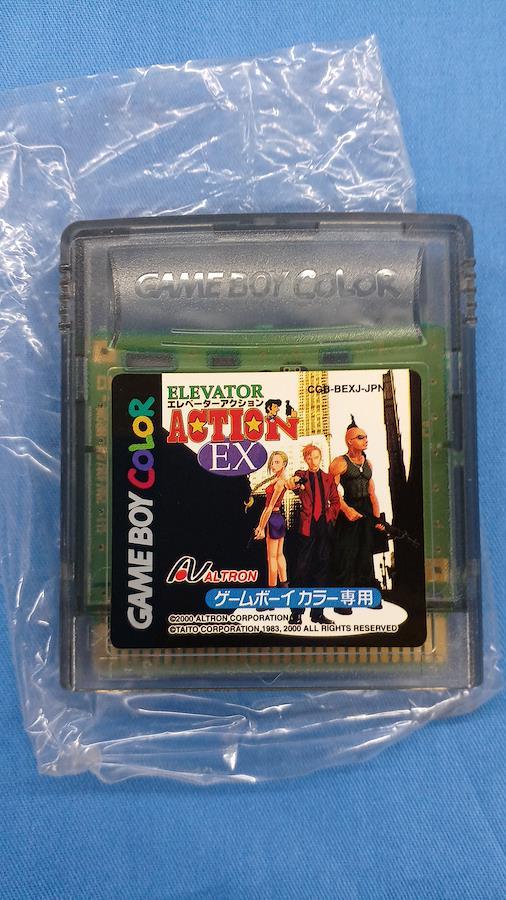 GAME BOY COLOR
GAME BOY COLOR
CGB-BEXJ-JPN
ELEVATOR
エレベーターアクション
ACTION
EX
ALTRON
ゲームボーイカラー専用
©2000 ALTRON CORPORATION
©TAITO CORPORATION 1983, 2000 ALL RIGHTS RESERVED